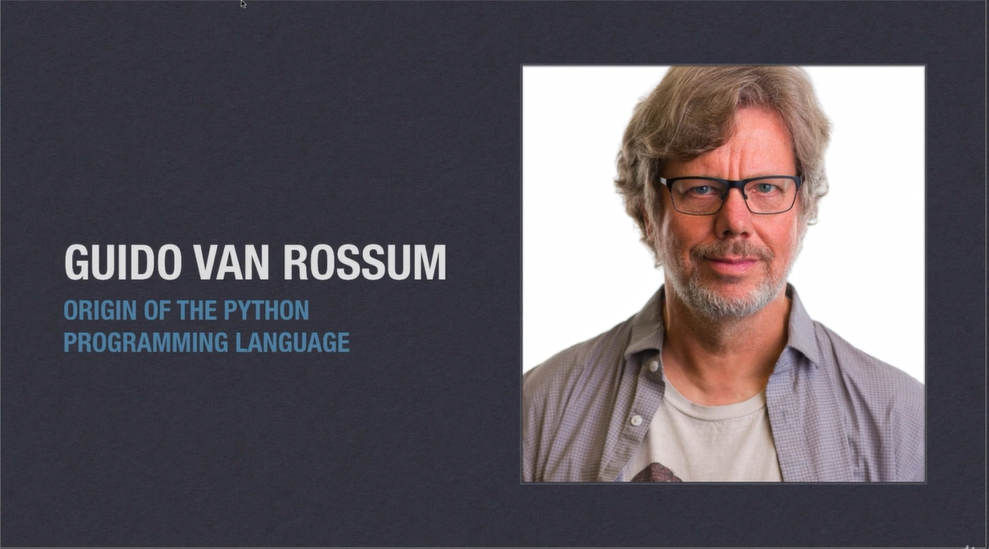 GUIDO VAN ROSSUM
ORIGIN OF THE PYTHON
PROGRAMMING LANGUAGE